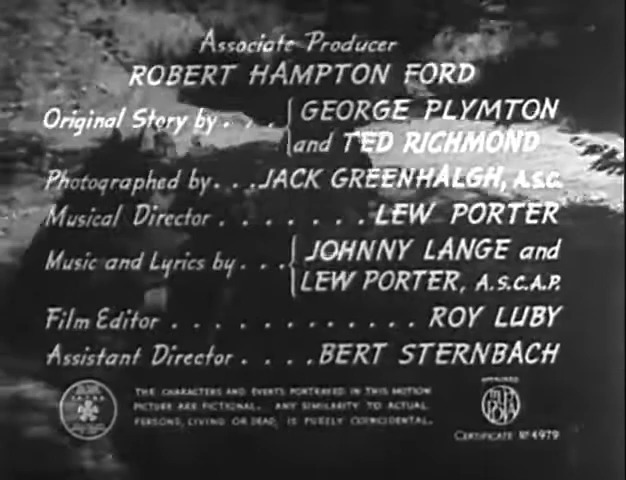 Associate Producer
ROBERT HAMPTON FORD
Original Story by . . . GEORGE PLYMTON
and TED RICHMOND
Photographed by. . . JACK GREENHALGH, A.S.C.
Musical Director . . . . . . . LEW PORTER
Music and Lyrics by . . . JOHNNY LANGE and
LEW PORTER, A.S.C.A.P.
Film Editor . . . . . . . . . . . . ROY LUBY
Assistant Director . . . . BERT STERNBACH
THE CHARACTERS AND EVENTS PORTRAYED IN THIS MOTION
PICTURE ARE FICTIONAL. ANY SIMILARITY TO ACTUAL
PERSONS, LIVING OR DEAD, IS PURELY COINCIDENTAL.
CERTIFICATE Nº 4979